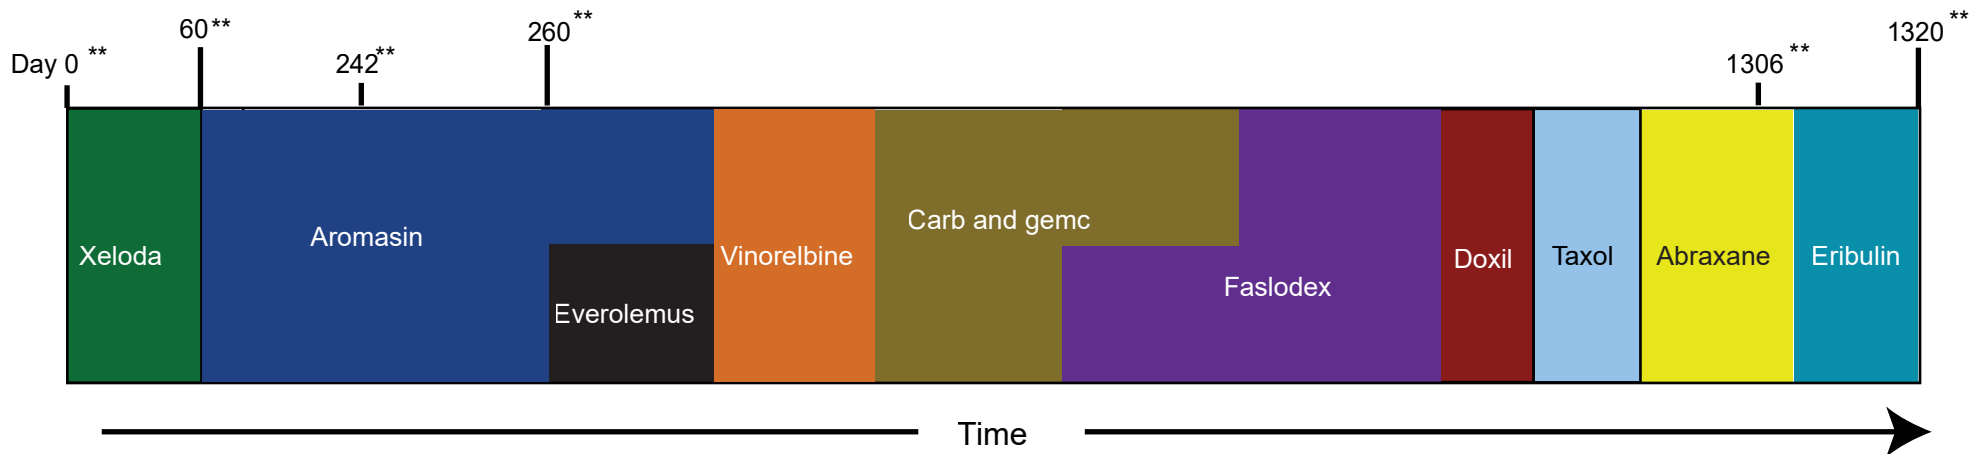 Day 0 **
60 **
242 **
260 **
1306 **
1320 **
Xeloda
Aromasin
Everolemus
Vinorelbine
Carb and gemc
Faslodex
Doxil
Taxol
Abraxane
Eribulin
Time